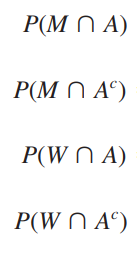 P(M ∩ A)
P(M ∩ Aᶜ)
P(W ∩ A)
P(W ∩ Aᶜ)